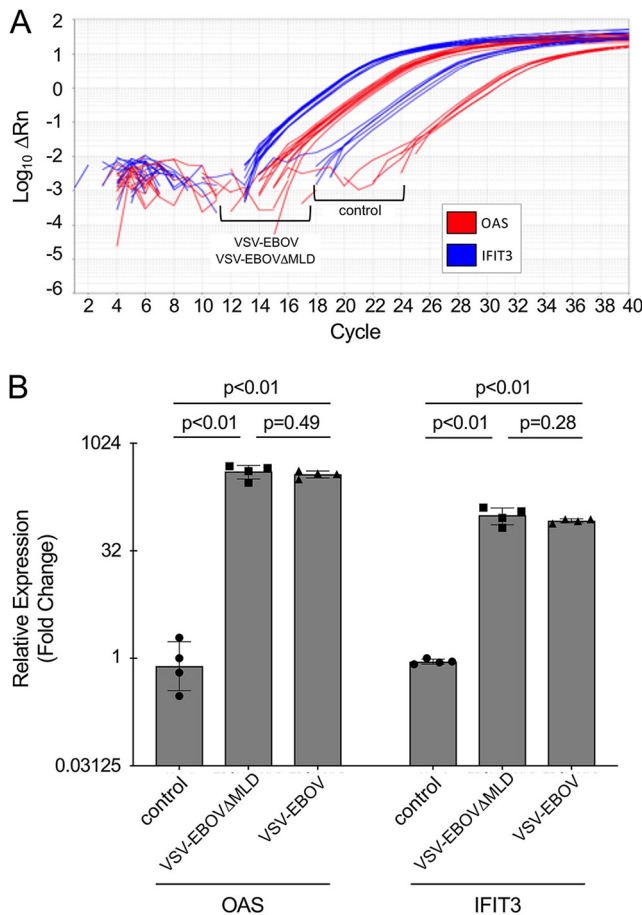 A
Log10 ΔRn
2
1
0
-1
-2
-3
-4
-5
-6
2 4 6 8 10 12 14 16 18 20 22 24 26 28 30 32 34 36 38 40
Cycle
VSV-EBOV
VSV-EBOVΔMLD
control
OAS
IFIT3
B
Relative Expression
(Fold Change)
1024
32
1
0.03125
p<0.01
p<0.01 p=0.49
p<0.01
p<0.01 p=0.28
control
VSV-EBOVΔMLD
VSV-EBOV
control
VSV-EBOVΔMLD
VSV-EBOV
OAS
IFIT3